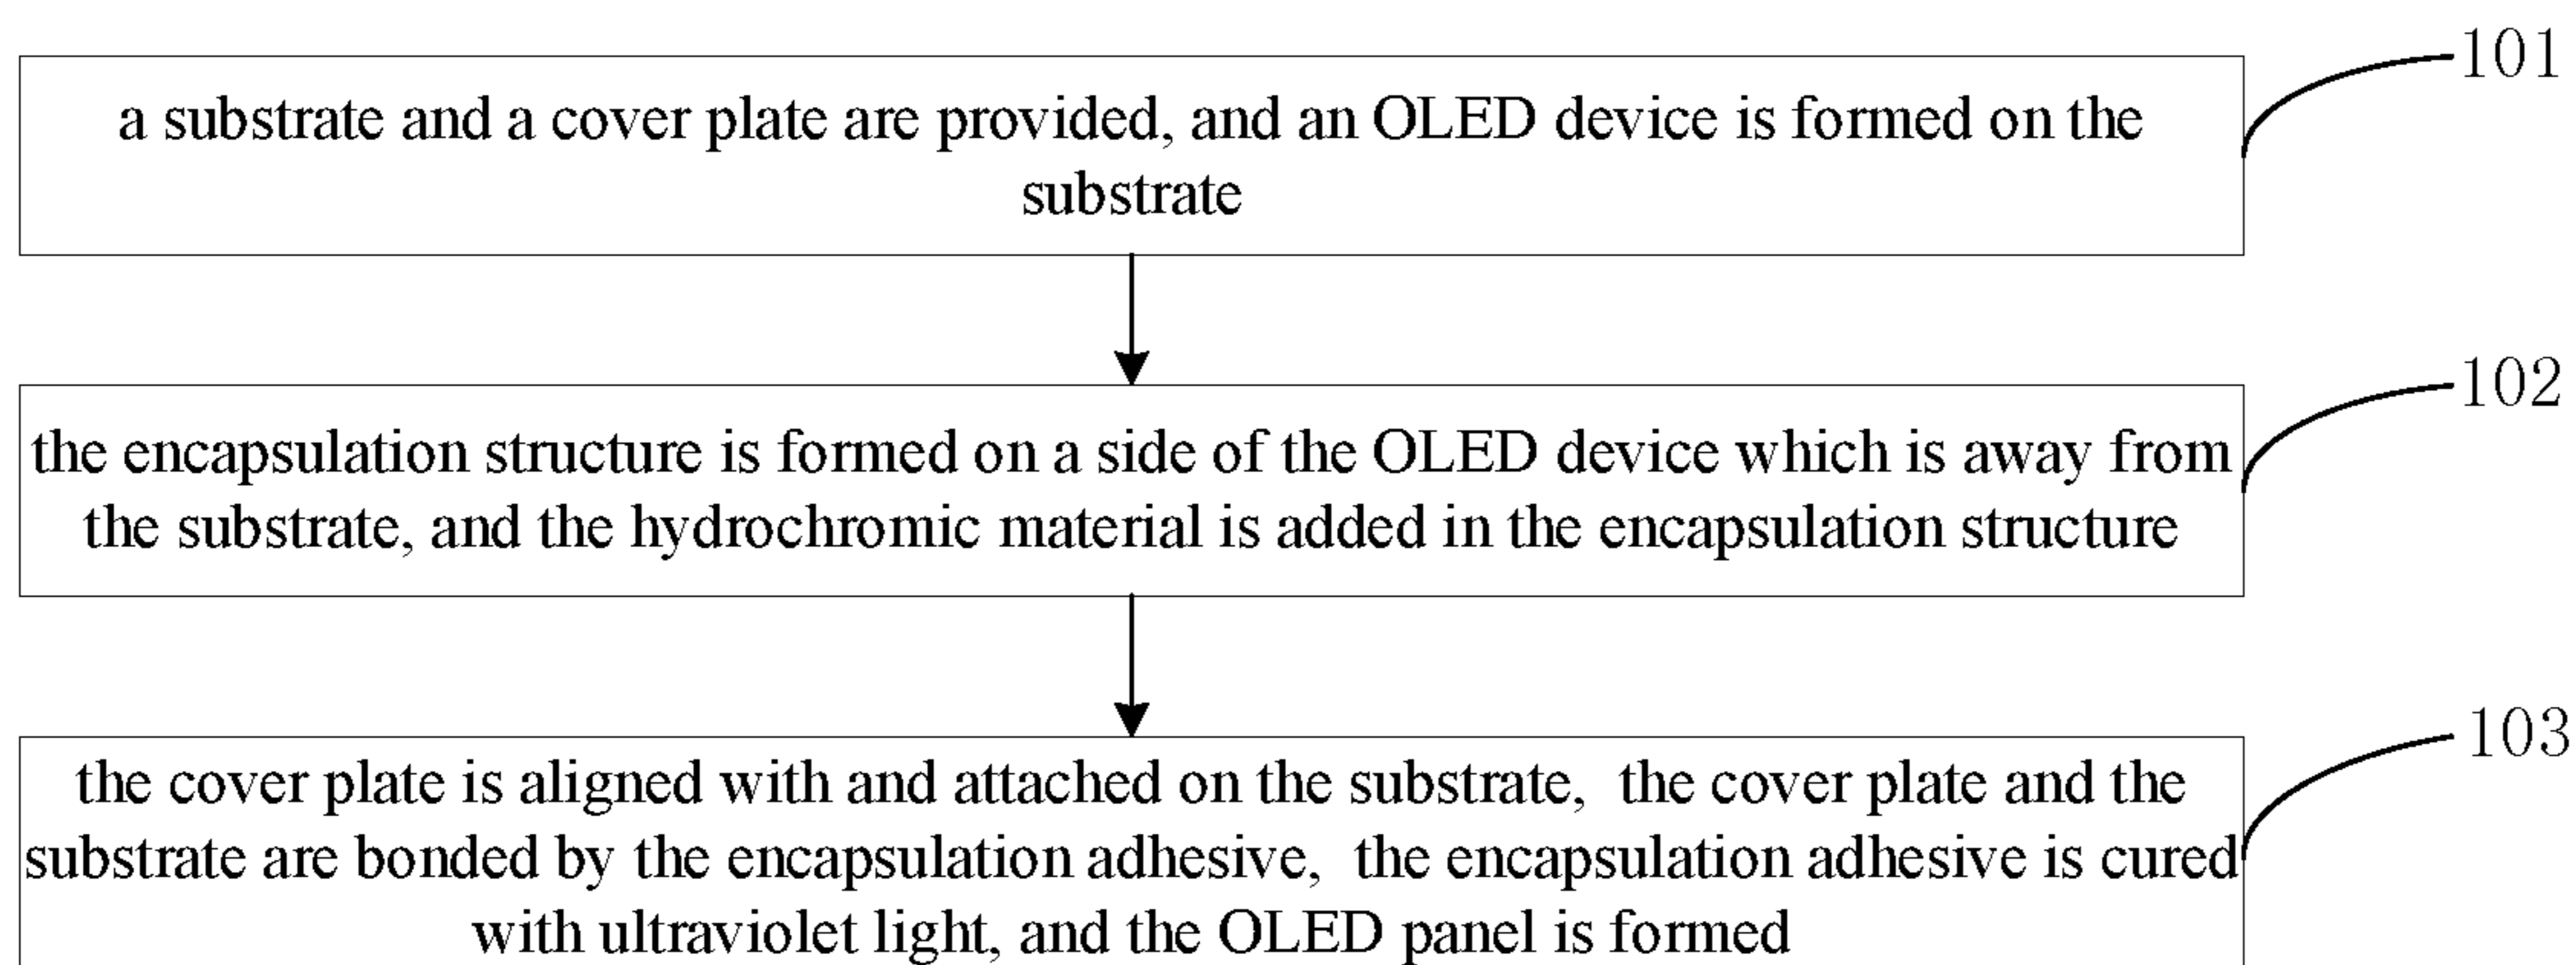 101
a substrate and a cover plate are provided, and an OLED device is formed on the
substrate
102
the encapsulation structure is formed on a side of the OLED device which is away from
the substrate, and the hydrochromic material is added in the encapsulation structure
103
the cover plate is aligned with and attached on the substrate, the cover plate and the
substrate are bonded by the encapsulation adhesive, the encapsulation adhesive is cured
with ultraviolet light, and the OLED panel is formed